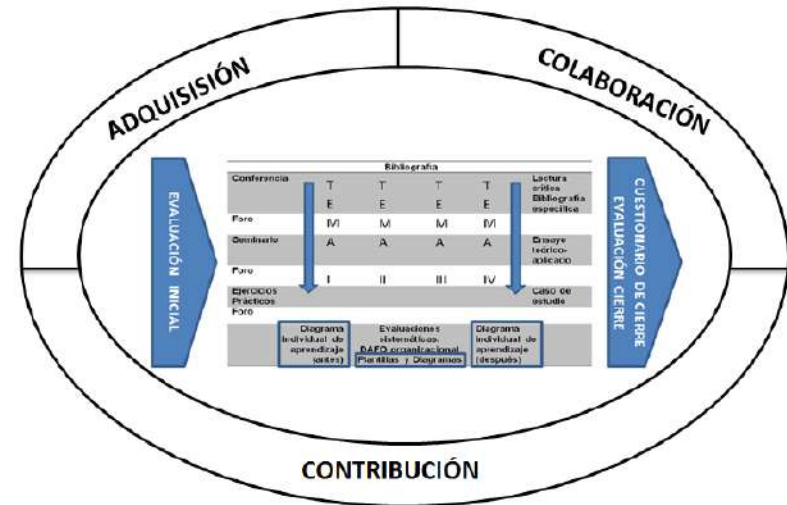 ADQUISISIÓN
COLABORACIÓN
EVALUACIÓN INICIAL
Bibliografía
Conferencia T T T T Lectura
crítica
E E E E Bibliografía
específica
Foro M M M M
Seminario A A A A Ensayo
teórico-
aplicado
Foro I II III IV
Ejercicios Caso de
Prácticos estudio
Foro
Diagrama
Individual de
aprendizaje
(antes)
Evaluaciones
sistemáticas.
DAFO organizacional
Plantillas y Diagramas
Diagrama
Individual de
aprendizaje
(después)
CUESTIONARIO DE CIERRE
EVALUACIÓN CIERRE
CONTRIBUCIÓN